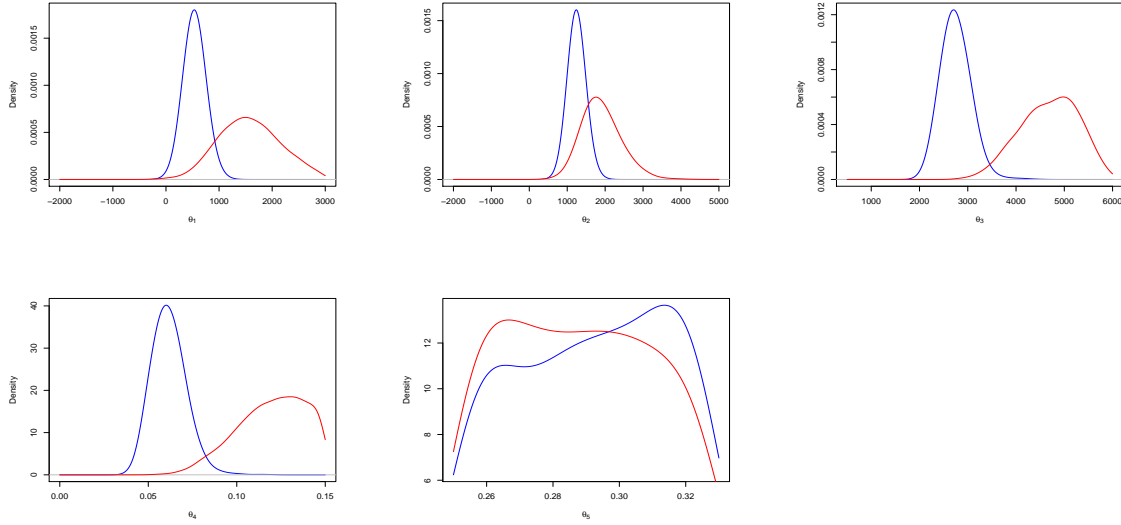 Density
0.0000 0.0005 0.0010 0.0015
−2000 −1000 0 1000 2000 3000
θ1
Density
0.0000 0.0005 0.0010 0.0015
−2000 −1000 0 1000 2000 3000 4000 5000
θ2
Density
0.0000 0.0004 0.0008 0.0012
1000 2000 3000 4000 5000 6000
θ3
Density
0 10 20 30 40
0.00 0.05 0.10 0.15
θ4
Density
6 8 10 12
0.26 0.28 0.30 0.32
θ5